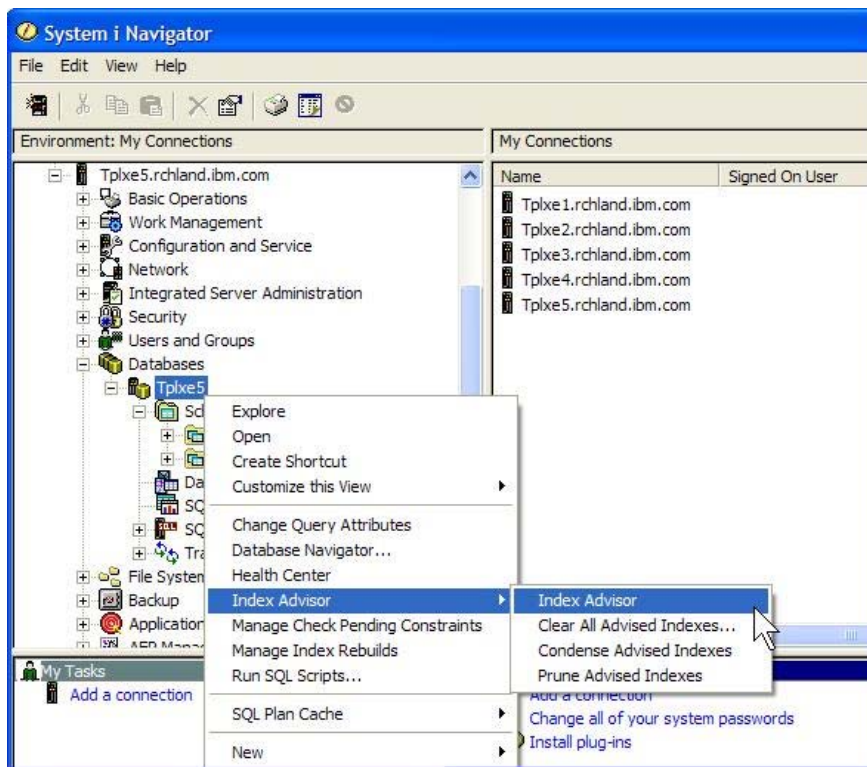 System i Navigator
File Edit View Help
Environment: My Connections
My Connections
Tplxe5.rchland.ibm.com
Basic Operations
Work Management
Configuration and Service
Network
Integrated Server Administration
Security
Users and Groups
Databases
Tplxe5
Sch
Da
SQ
SQ
Tra
File System
Backup
Application
Name Signed On User
Tplxe1.rchland.ibm.com
Tplxe2.rchland.ibm.com
Tplxe3.rchland.ibm.com
Tplxe4.rchland.ibm.com
Tplxe5.rchland.ibm.com
Explore
Open
Create Shortcut
Customize this View
Change Query Attributes
Database Navigator...
Health Center
Index Advisor
Manage Check Pending Constraints
Manage Index Rebuilds
Run SQL Scripts...
SQL Plan Cache
New
Index Advisor
Clear All Advised Indexes...
Condense Advised Indexes
Prune Advised Indexes
My Tasks
Add a connection
Add a connection
Change all of your system passwords
Install plug-ins